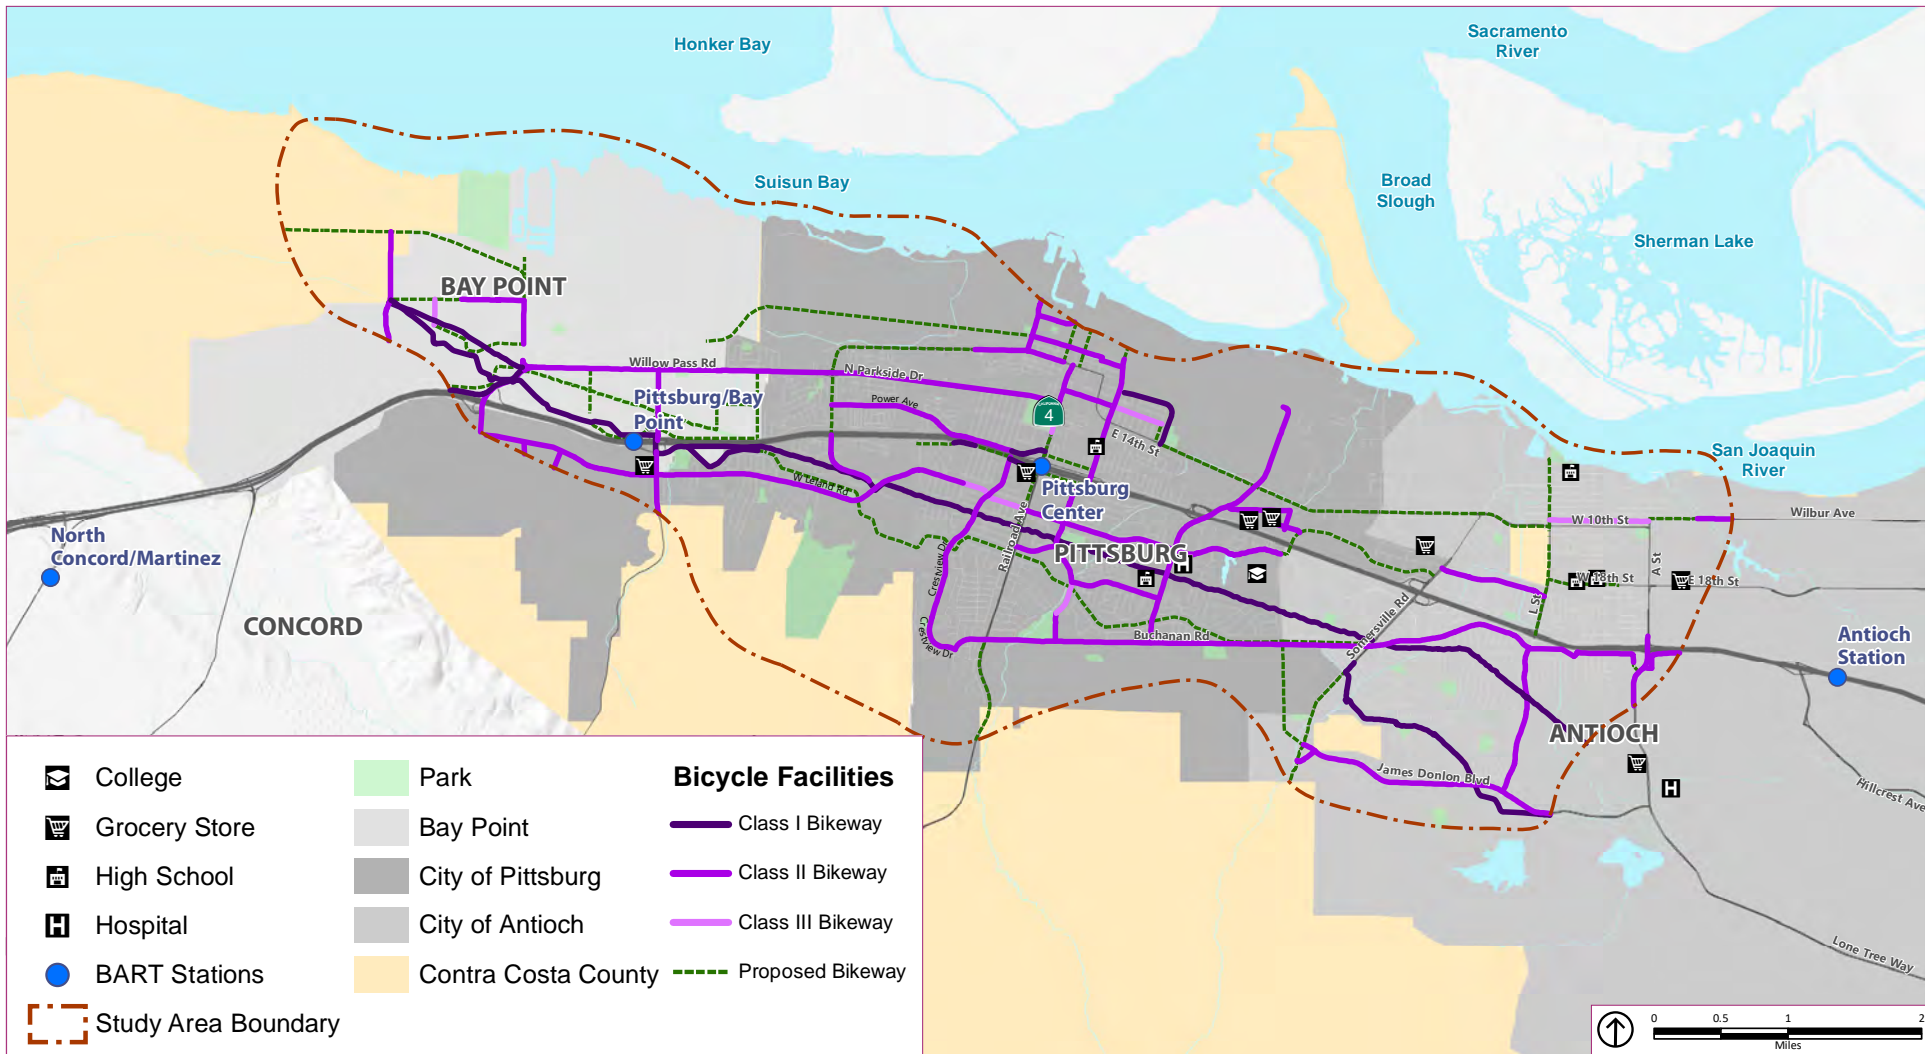 Honker Bay
Sacramento
River
Suisun Bay
Broad
Slough
Sherman Lake
BAY POINT
Willow Pass Rd
N Parkside Dr
Pittsburg/Bay
Point
Power Ave
CALIFORNIA
4
E 14th St
San Joaquin
River
W Leland Rd
Pittsburg
Center
Railroad Ave
W 10th St
Wilbur Ave
North
Concord/Martinez
PITTSBURG
Crestview Dr
A St
W 18th St
E 18th St
L St
CONCORD
Crestview Dr
Buchanan Rd
Somersville Rd
Antioch
Station
ANTIOCH
James Donlon Blvd
Hillcrest Ave
Lone Tree Way
College
Grocery Store
High School
Hospital
BART Stations
Study Area Boundary
Park
Bay Point
City of Pittsburg
City of Antioch
Contra Costa County
Bicycle Facilities
Class I Bikeway
Class II Bikeway
Class III Bikeway
Proposed Bikeway
0 0.5 1 2
Miles